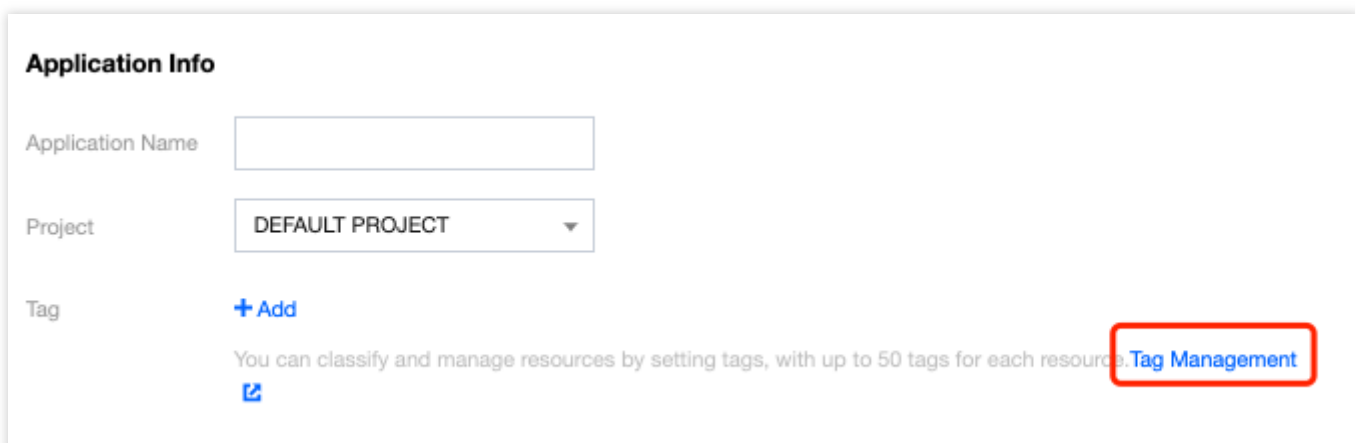 Application Info
Application Name
Project
DEFAULT PROJECT
Tag
+ Add
You can classify and manage resources by setting tags, with up to 50 tags for each resource.Tag Management